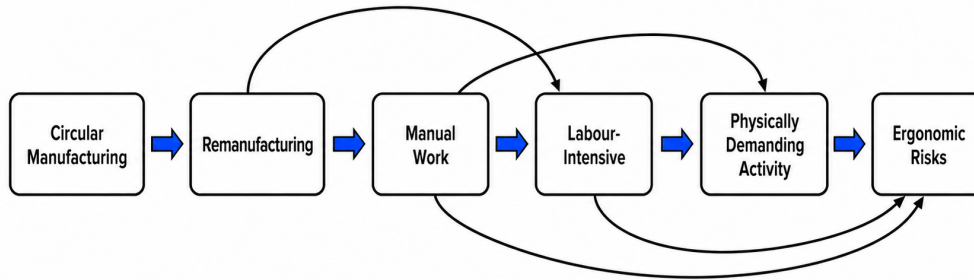 Circular
Manufacturing
Remanufacturing
Manual
Work
Labour-
Intensive
Physically
Demanding
Activity
Ergonomic
Risks